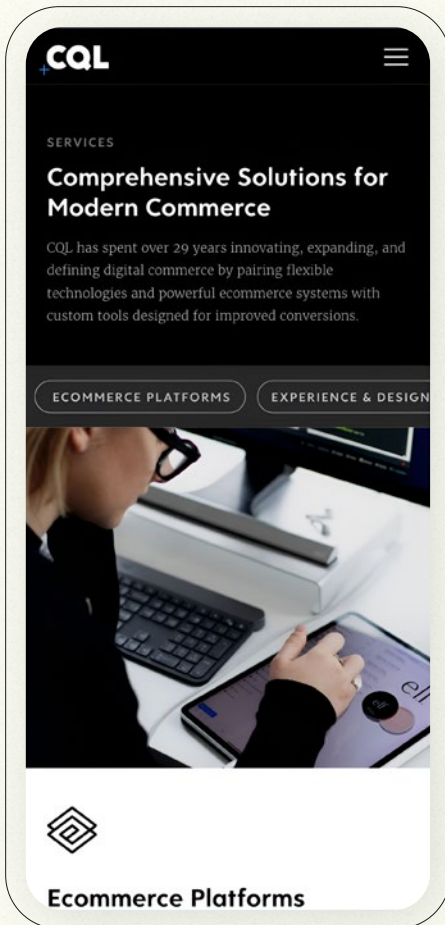 CQL
SERVICES
Comprehensive Solutions for
Modern Commerce
CQL has spent over 29 years innovating, expanding, and
defining digital commerce by pairing flexible
technologies and powerful ecommerce systems with
custom tools designed for improved conversions.
ECOMMERCE PLATFORMS EXPERIENCE & DESIGN
elf
Ecommerce Platforms